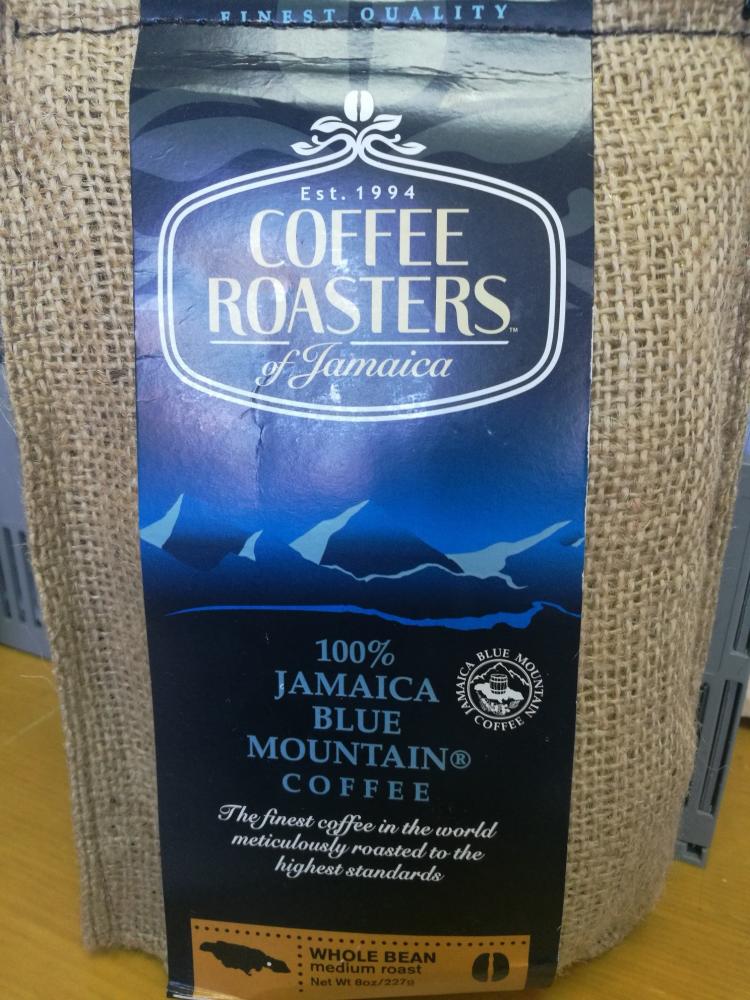 FINEST QUALITY
Est. 1994
COFFEE
ROASTERS™
of Jamaica
100%
JAMAICA
BLUE
MOUNTAIN®
COFFEE
JAMAICA BLUE MOUNTAIN
COFFEE
The finest coffee in the world
meticulously roasted to the
highest standards
WHOLE BEAN
medium roast
Net Wt 8oz/227g